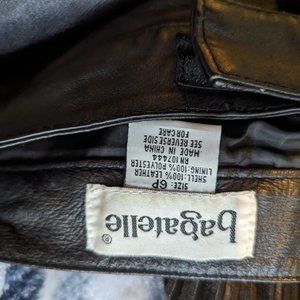 bagatelle®
SIZE: 6P
SHELL:100% LEATHER
LINING:100% POLYESTER
RN 107444
MADE IN CHINA
SEE REVERSE SIDE
FOR CARE